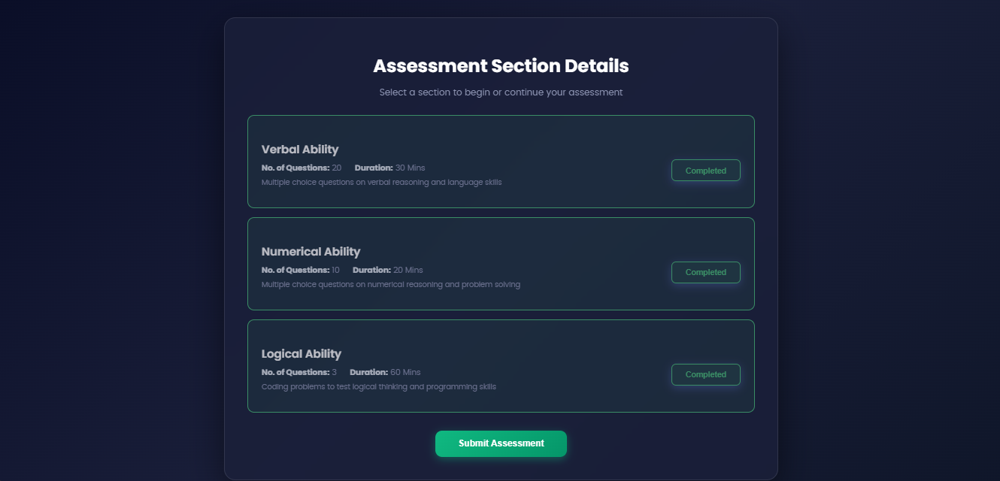 Assessment Section Details
Select a section to begin or continue your assessment
Verbal Ability
No. of Questions: 20 Duration: 30 Mins
Multiple choice questions on verbal reasoning and language skills
Completed
Numerical Ability
No. of Questions: 10 Duration: 20 Mins
Multiple choice questions on numerical reasoning and problem solving
Completed
Logical Ability
No. of Questions: 3 Duration: 60 Mins
Coding problems to test logical thinking and programming skills
Completed
Submit Assessment